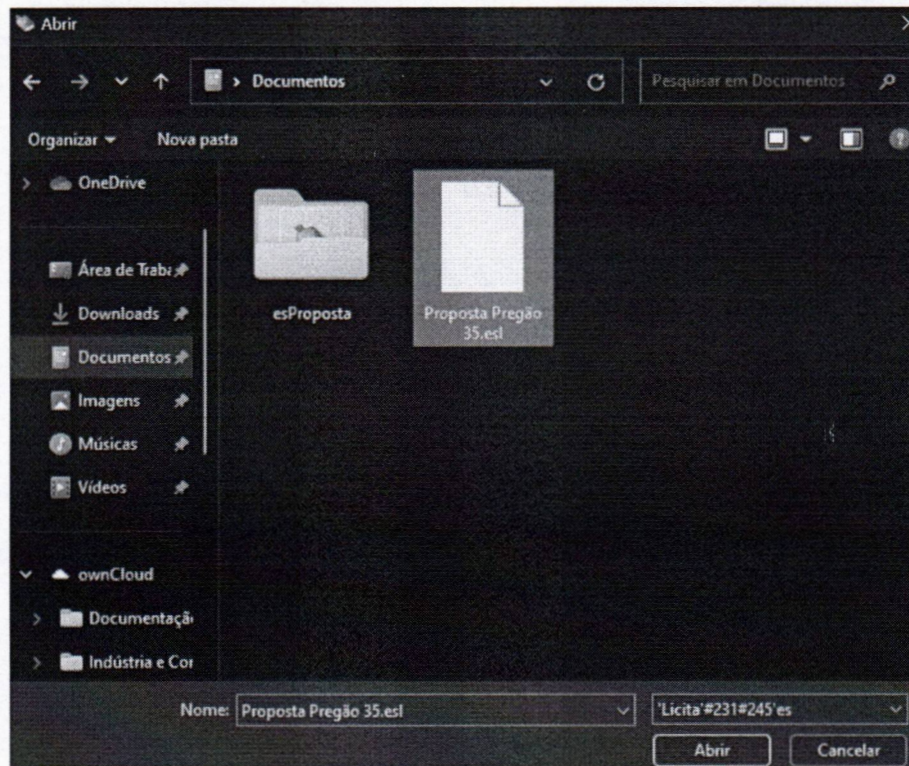 Abrir
Documentos
Pesquisar em Documentos
Organizar
Nova pasta
OneDrive
Área de Traba
Downloads
Documentos
Imagens
Músicas
Vídeos
ownCloud
Documentaçã
Indústria e Cor
esProposta
Proposta Pregão
35.esl
Nome: Proposta Pregão 35.esl
'Licita'#231#245'es
Abrir
Cancelar